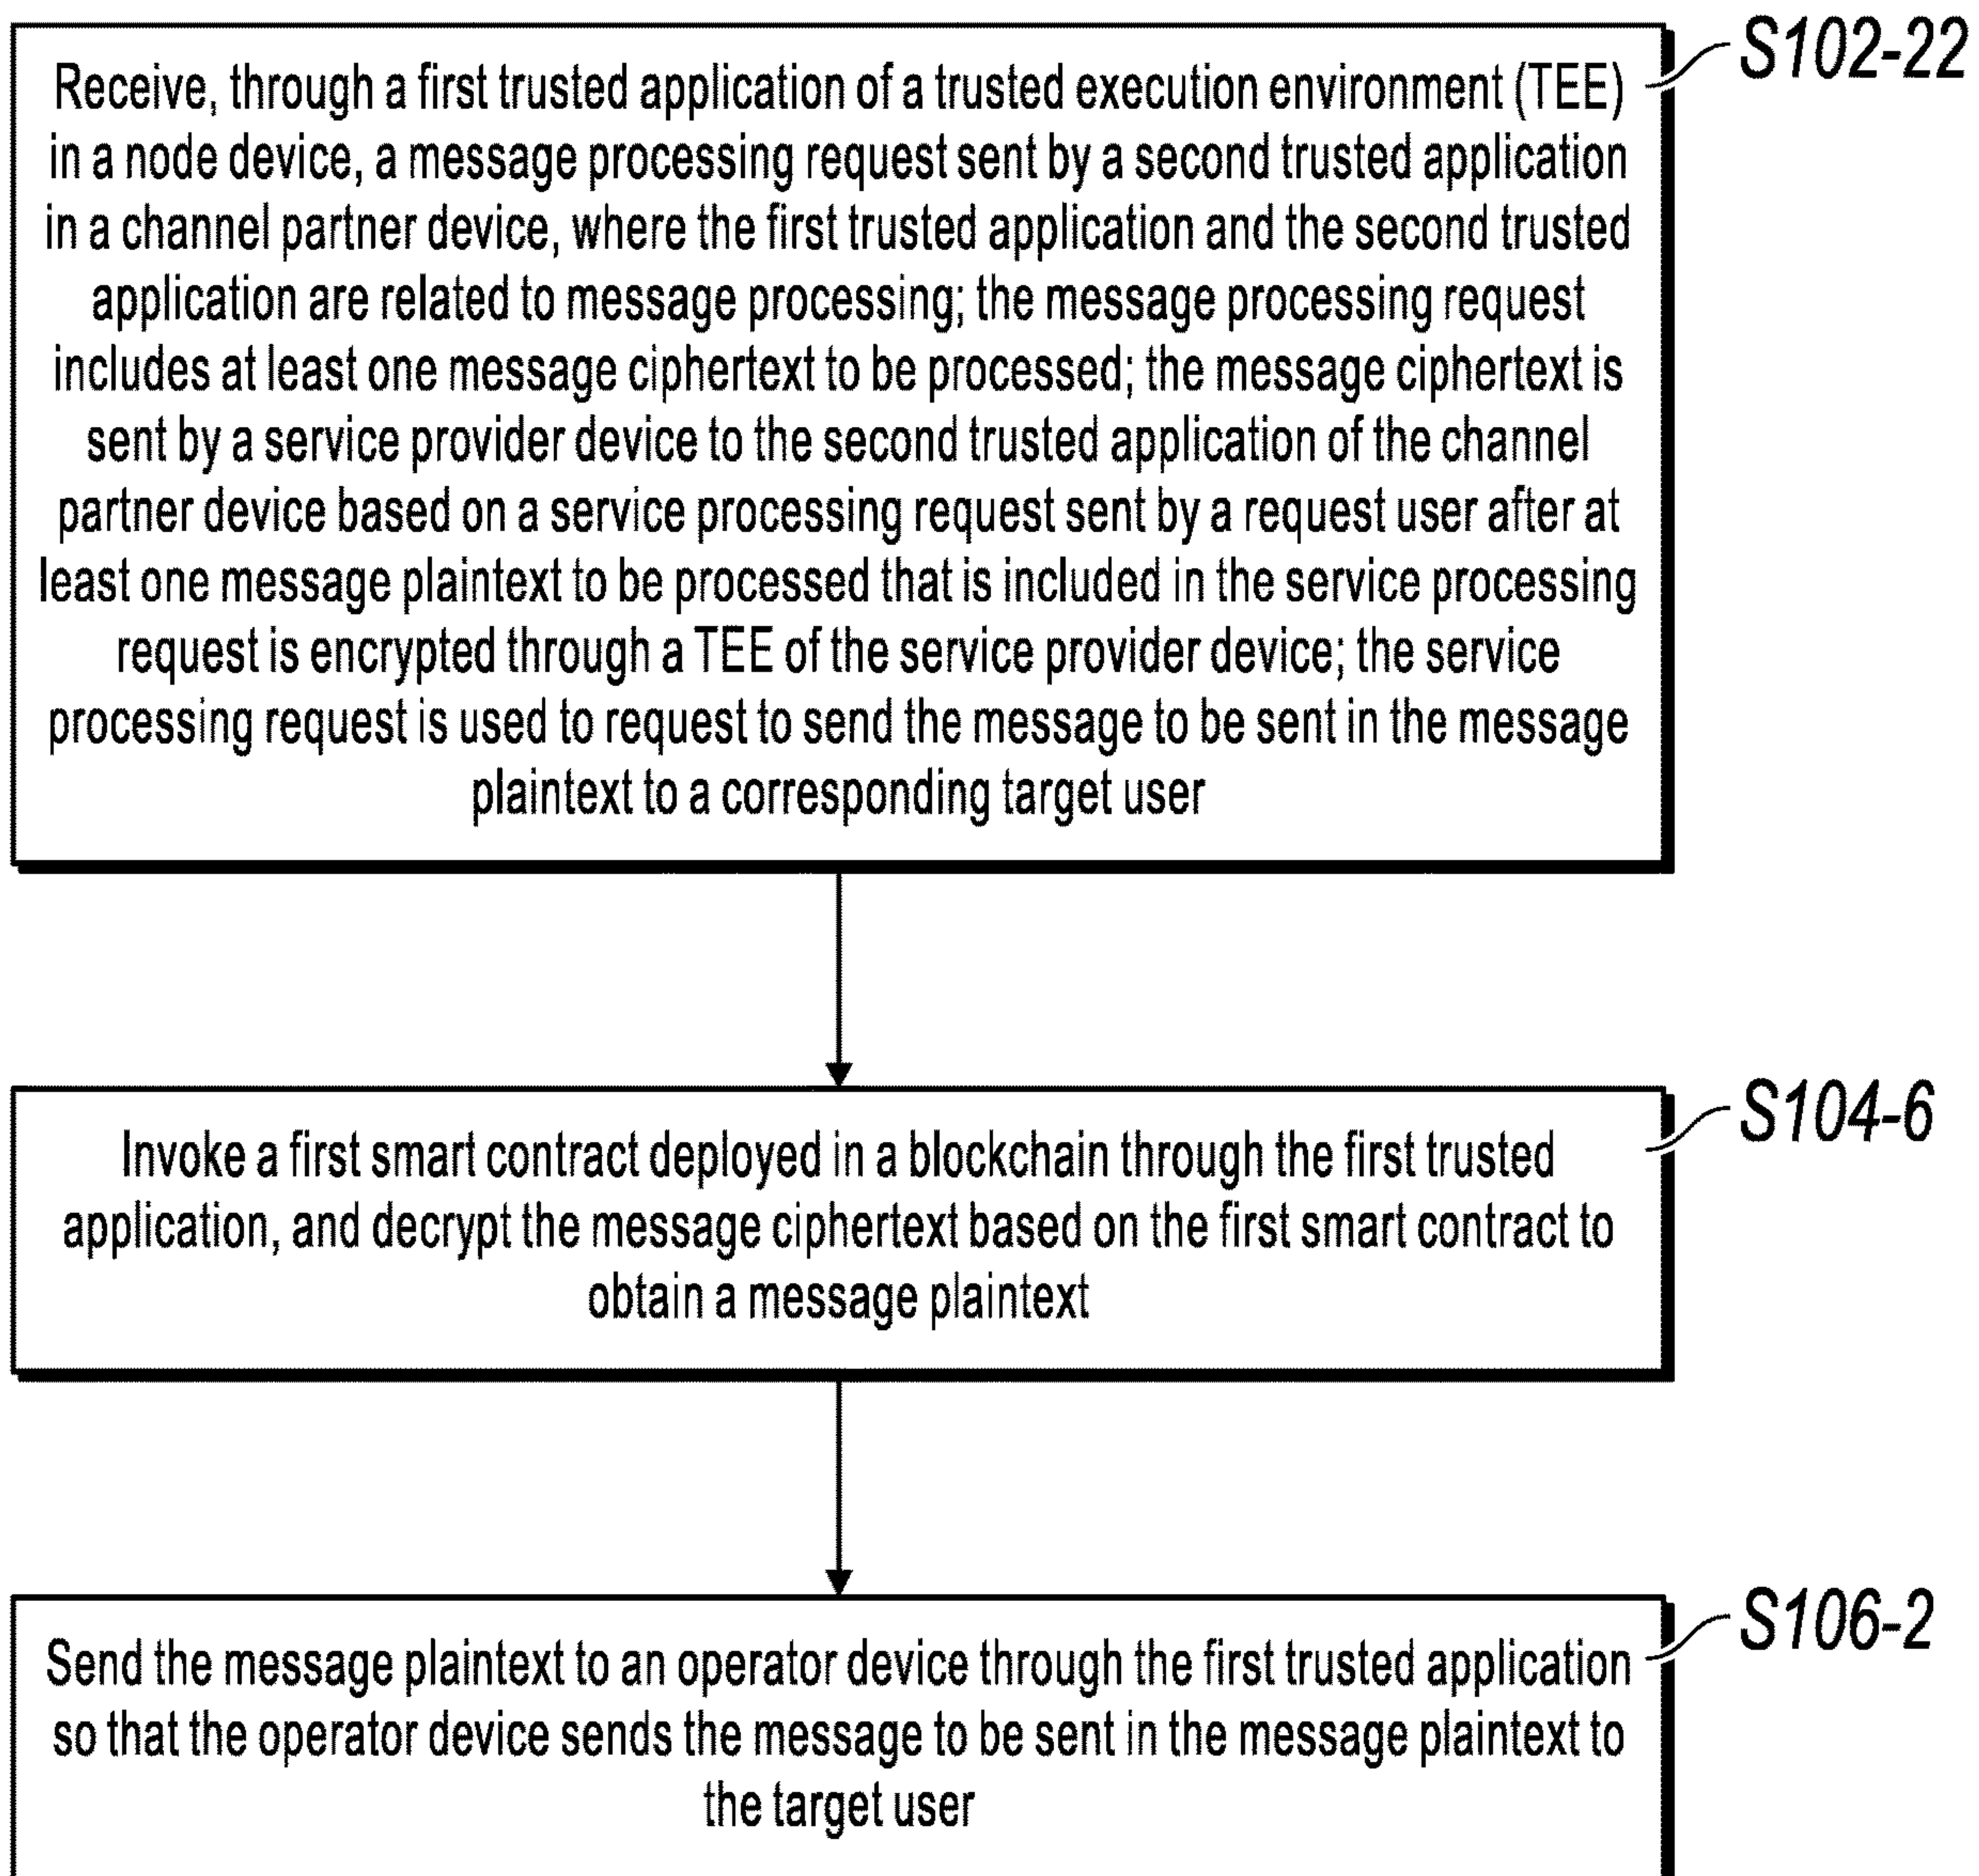 S102-22
Receive, through a first trusted application of a trusted execution environment (TEE)
in a node device, a message processing request sent by a second trusted application
in a channel partner device, where the first trusted application and the second trusted
application are related to message processing; the message processing request
includes at least one message ciphertext to be processed; the message ciphertext is
sent by a service provider device to the second trusted application of the channel
partner device based on a service processing request sent by a request user after at
least one message plaintext to be processed that is included in the service processing
request is encrypted through a TEE of the service provider device; the service
processing request is used to request to send the message to be sent in the message
plaintext to a corresponding target user
S104-6
Invoke a first smart contract deployed in a blockchain through the first trusted
application, and decrypt the message ciphertext based on the first smart contract to
obtain a message plaintext
S106-2
Send the message plaintext to an operator device through the first trusted application
so that the operator device sends the message to be sent in the message plaintext to
the target user